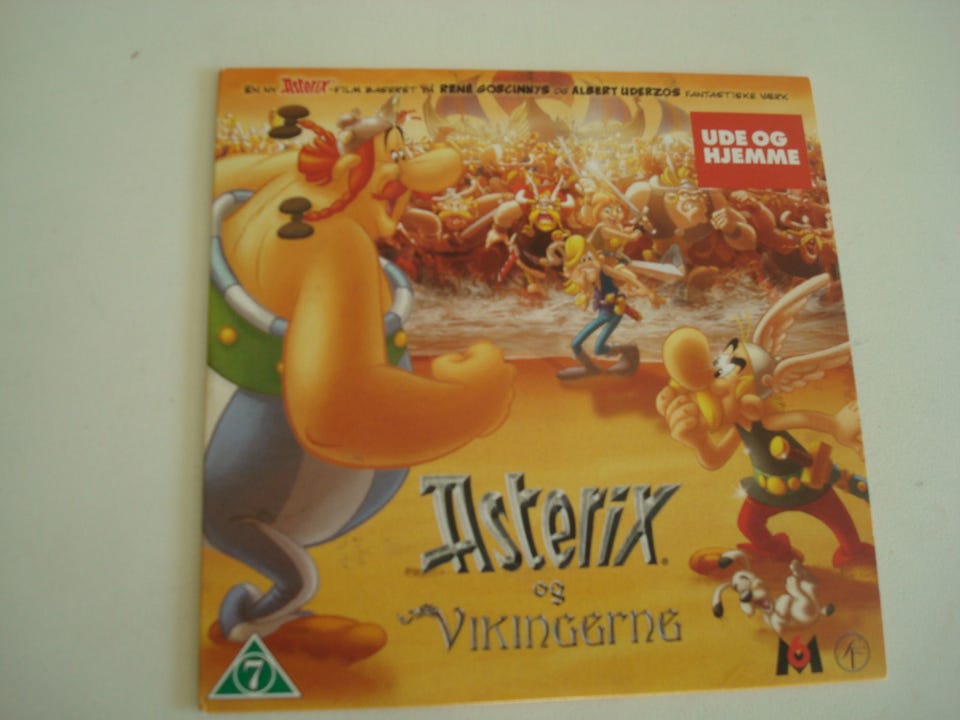 EN NY Asterix-FILM BASERET PÅ RENÉ GOSCINNYS OG ALBERT UDERZOS FANTASTISKE VÆRK
UDE OG
HJEMME
Asterix
og
VIKINGERNE
7
M6